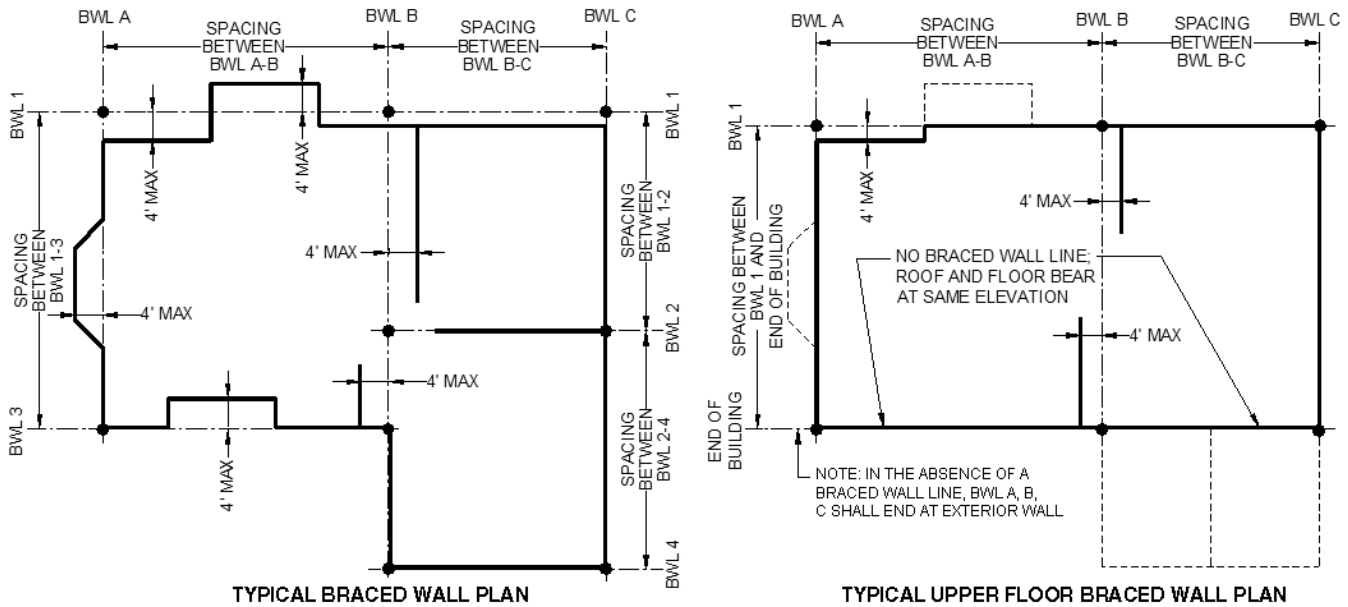 BWL A
BWL B
BWL C
SPACING
BETWEEN
BWL A-B
SPACING
BETWEEN
BWL B-C
BWL 1
BWL 1
4' MAX
4' MAX
SPACING
BETWEEN
BWL 1-3
SPACING
BETWEEN
BWL 1-2
4' MAX
4' MAX
BWL 2
4' MAX
BWL 3
4' MAX
SPACING
BETWEEN
BWL 2-4
BWL 4
TYPICAL BRACED WALL PLAN
BWL A
BWL B
BWL C
SPACING
BETWEEN
BWL A-B
SPACING
BETWEEN
BWL B-C
BWL 1
4' MAX
4' MAX
SPACING BETWEEN
BWL 1 AND
END OF BUILDING
NO BRACED WALL LINE;
ROOF AND FLOOR BEAR
AT SAME ELEVATION
4' MAX
END OF
BUILDING
NOTE: IN THE ABSENCE OF A
BRACED WALL LINE, BWL A, B,
C SHALL END AT EXTERIOR WALL
TYPICAL UPPER FLOOR BRACED WALL PLAN